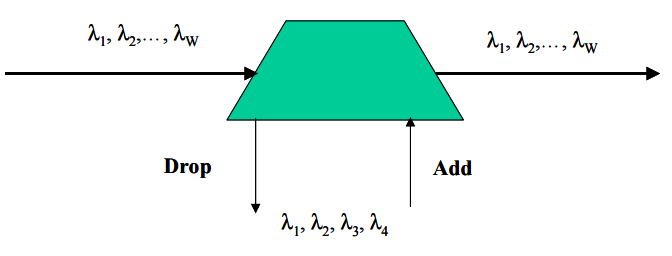 λ1, λ2,..., λW
λ1, λ2,..., λW
Drop
Add
λ1, λ2, λ3, λ4